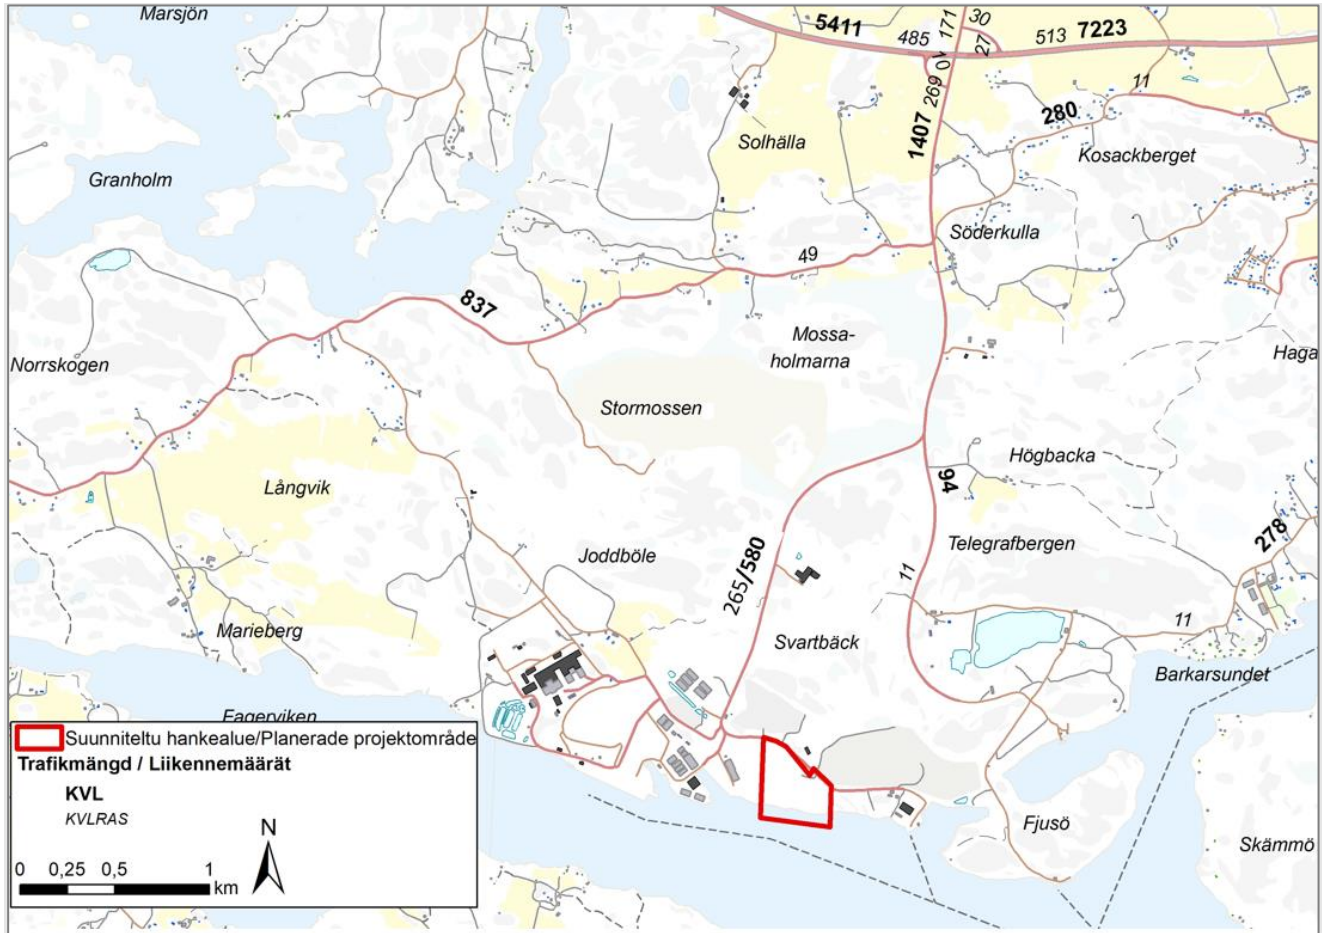 Marsjön
5411
485
171
30
27
513 7223
10
269
11
1407
280
Solhälla
Kosackberget
Granholm
Söderkulla
49
837
Mossa-
holmarna
Norrskogen
Haga
Stormossen
Högbacka
94
Långvik
278
Joddböle
265/580
Telegrafbergen
11
11
Marieberg
Svartbäck
Barkarsundet
Fagerviken
Fjusö
Skämmö
Suunniteltu hankealue/Planerade projektområde
Trafikmängd / Liikennemäärät
KVL
KVLRAS
N
0 0,25 0,5 1
km